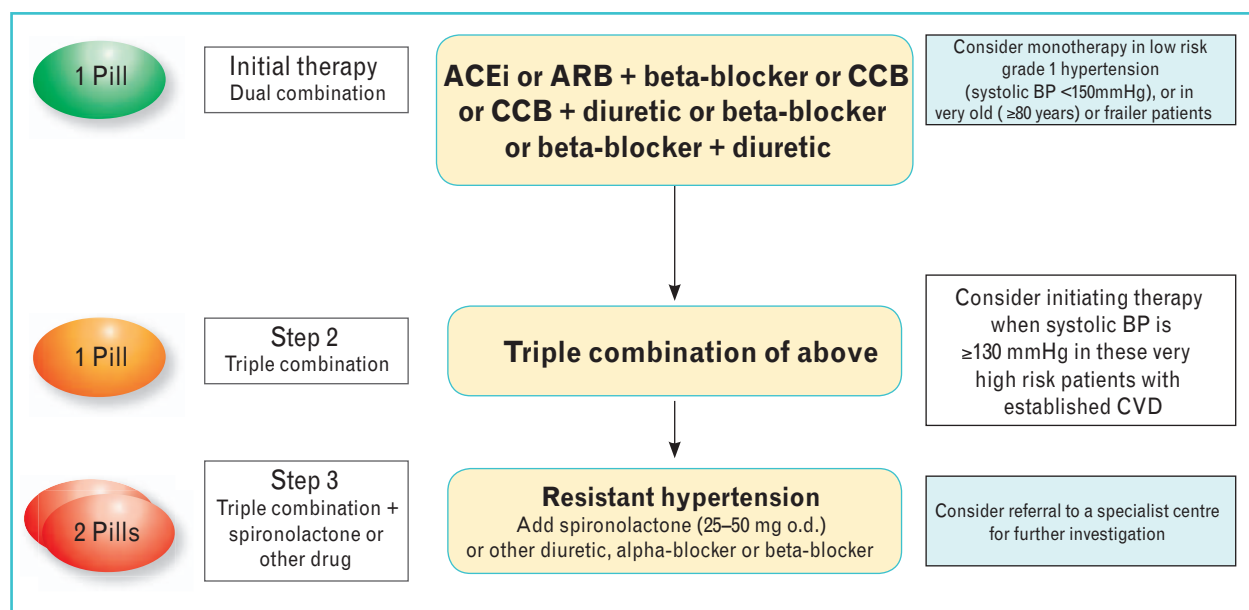 1 Pill
Initial therapy
Dual combination
ACEi or ARB + beta-blocker or CCB
or CCB + diuretic or beta-blocker
or beta-blocker + diuretic
Consider monotherapy in low risk
grade 1 hypertension
(systolic BP <150mmHg), or in
very old ( ≥80 years) or frailer patients
1 Pill
Step 2
Triple combination
Triple combination of above
Consider initiating therapy
when systolic BP is
≥130 mmHg in these very
high risk patients with
established CVD
2 Pills
Step 3
Triple combination +
spironolactone or
other drug
Resistant hypertension
Add spironolactone (25–50 mg o.d.)
or other diuretic, alpha-blocker or beta-blocker
Consider referral to a specialist centre
for further investigation